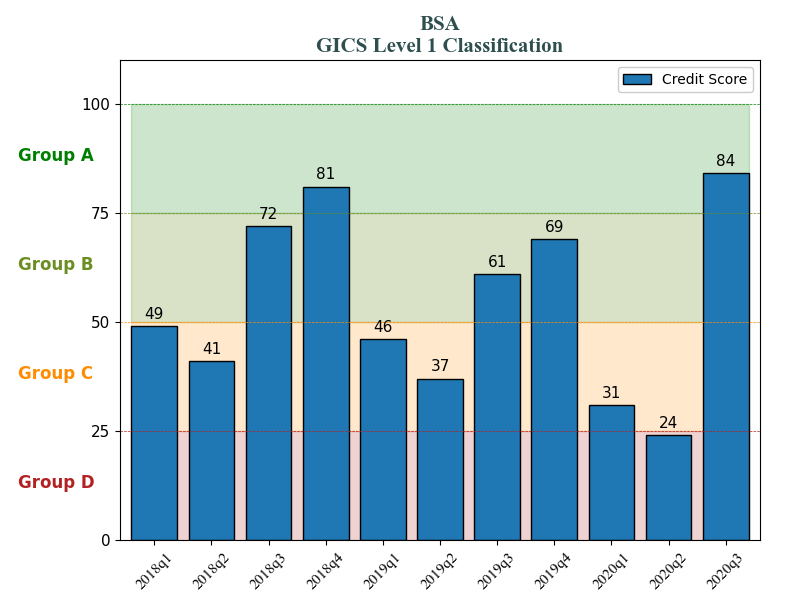 BSA
GICS Level 1 Classification
Credit Score
100
Group A
84
81
75
72
69
Group B
61
50
49
46
41
Group C
37
31
25
24
Group D
0
2018q1 2018q2 2018q3 2018q4 2019q1 2019q2 2019q3 2019q4 2020q1 2020q2 2020q3